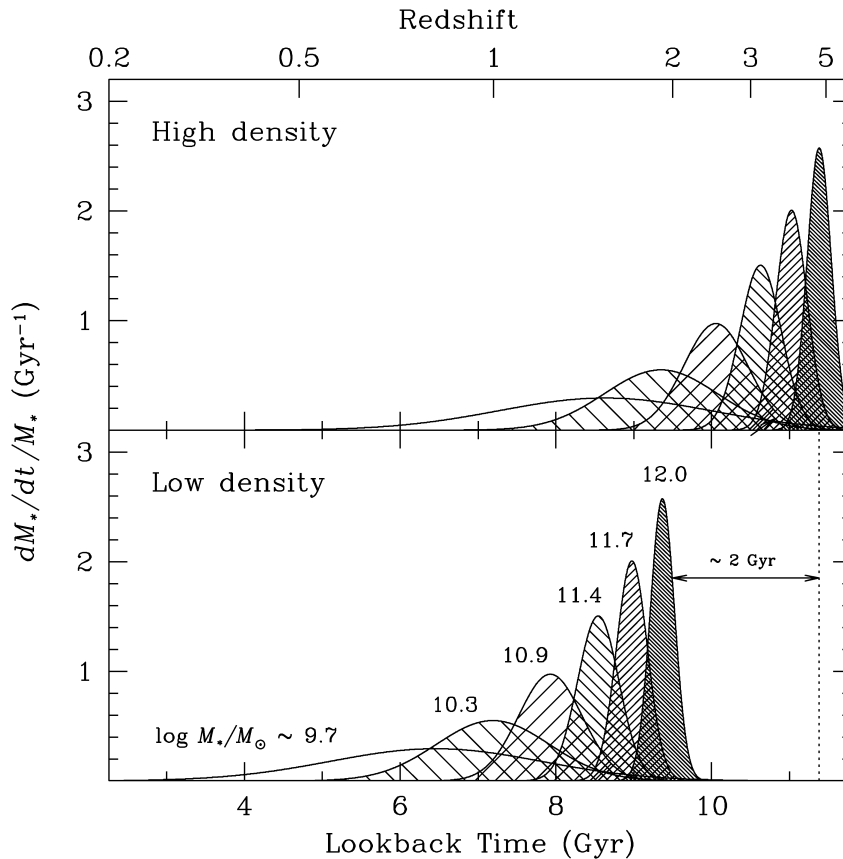 Redshift
0.2 0.5 1 2 3 5
3
High density
2
1
dM*/dt/M* (Gyr⁻¹)
3
Low density
12.0
11.7
2
~ 2 Gyr
11.4
10.9
1
10.3
log M*/M⊙ ~ 9.7
4 6 8 10
Lookback Time (Gyr)